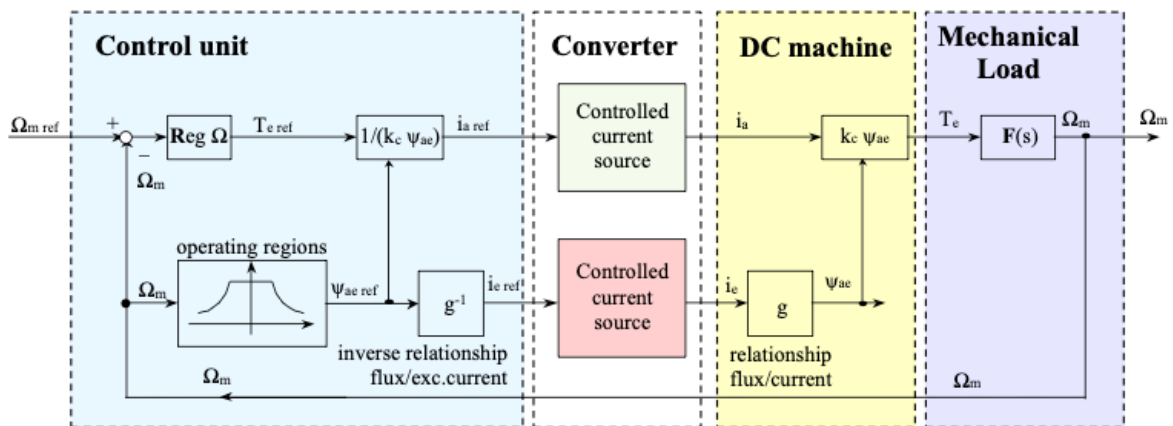 Control unit
Converter
DC machine
Mechanical
Load
Ωm ref
+
−
Ωm
Reg Ω
Te ref
1/(kc ψae)
ia ref
Controlled
current
source
ia
kc ψae
Te
F(s)
Ωm
Ωm
operating regions
Ωm
ψae ref
g-1
ie ref
Controlled
current
source
ie
g
ψae
inverse relationship
flux/exc.current
relationship
flux/current
Ωm
Ωm